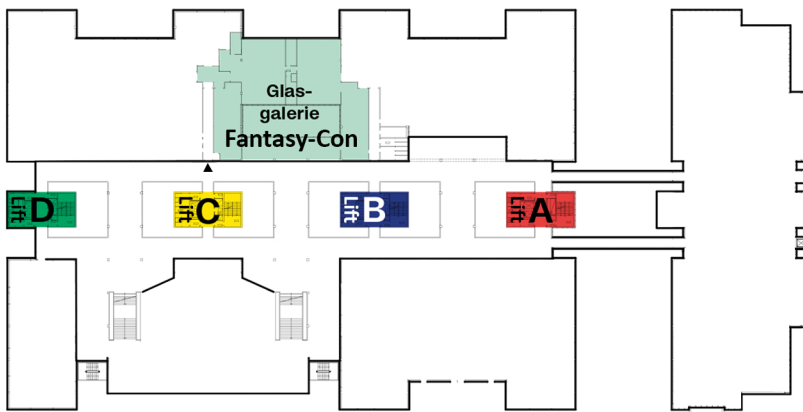 Glas-
galerie
Fantasy-Con
Lift D
Lift C
Lift B
Lift A